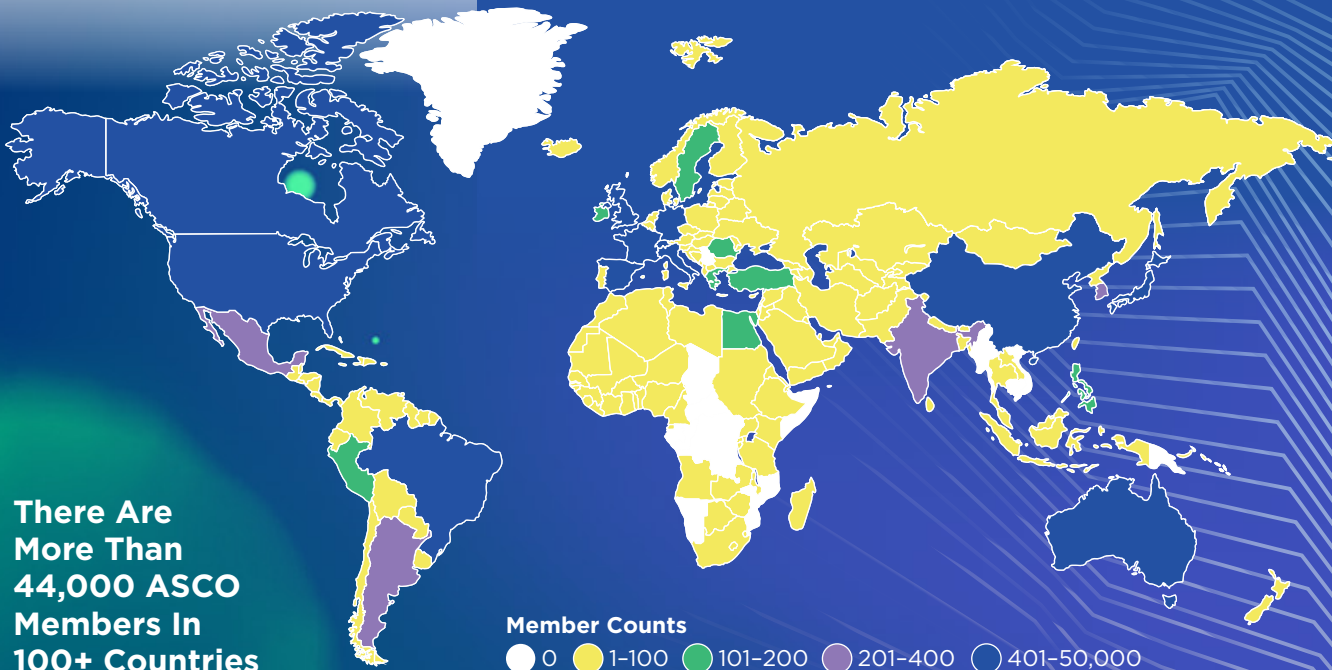 There Are
More Than
44,000 ASCO
Members In
100+ Countries
Member Counts
0 1–100 101–200 201–400 401–50,000